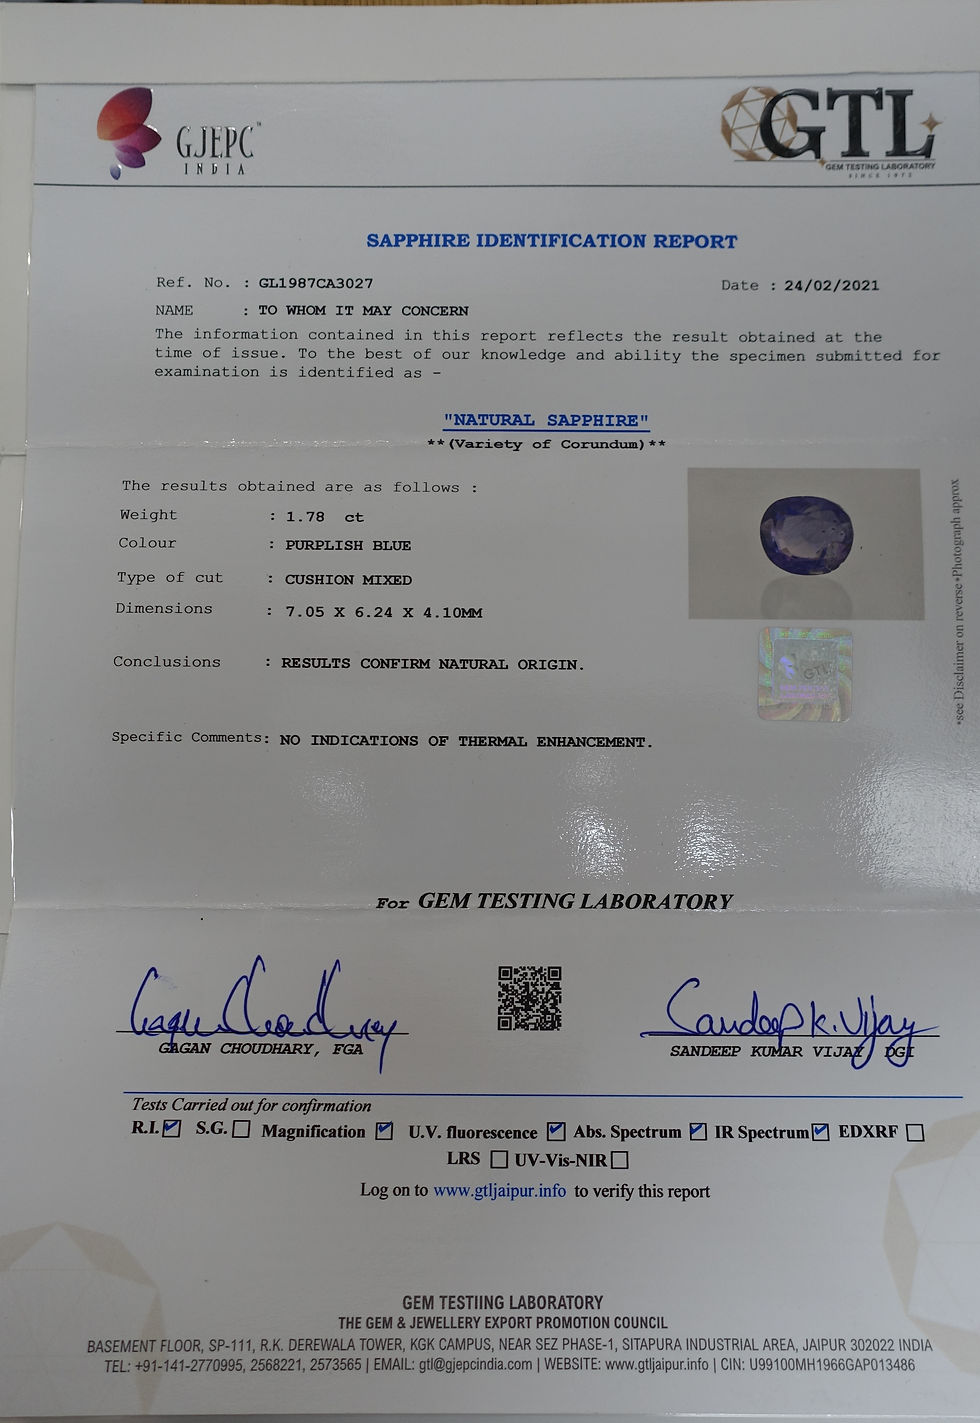 GJEPC™
INDIA
GTL
GEM TESTING LABORATORY
SINCE 1972
SAPPHIRE IDENTIFICATION REPORT
Ref. No. : GL1987CA3027
Date : 24/02/2021
NAME : TO WHOM IT MAY CONCERN
The information contained in this report reflects the result obtained at the
time of issue. To the best of our knowledge and ability the specimen submitted for
examination is identified as -
"NATURAL SAPPHIRE"
**(Variety of Corundum)**
The results obtained are as follows :
Weight : 1.78 ct
Colour : PURPLISH BLUE
Type of cut : CUSHION MIXED
Dimensions : 7.05 X 6.24 X 4.10MM
*see Disclaimer on reverse •Photograph approx
GTL
Conclusions : RESULTS CONFIRM NATURAL ORIGIN.
Specific Comments: NO INDICATIONS OF THERMAL ENHANCEMENT.
For GEM TESTING LABORATORY
Gagan Choudhary
Sandeep K. Vijay
GAGAN CHOUDHARY, FGA
SANDEEP KUMAR VIJAY DGI
Tests Carried out for confirmation
R.I. S.G. Magnification U.V. fluorescence Abs. Spectrum IR Spectrum EDXRF
LRS UV-Vis-NIR
Log on to www.gtljaipur.info to verify this report
GEM TESTIING LABORATORY
THE GEM & JEWELLERY EXPORT PROMOTION COUNCIL
BASEMENT FLOOR, SP-111, R.K. DEREWALA TOWER, KGK CAMPUS, NEAR SEZ PHASE-1, SITAPURA INDUSTRIAL AREA, JAIPUR 302022 INDIA
TEL: +91-141-2770995, 2568221, 2573565 | EMAIL: gtl@gjepcindia.com | WEBSITE: www.gtljaipur.info | CIN: U99100MH1966GAP013486